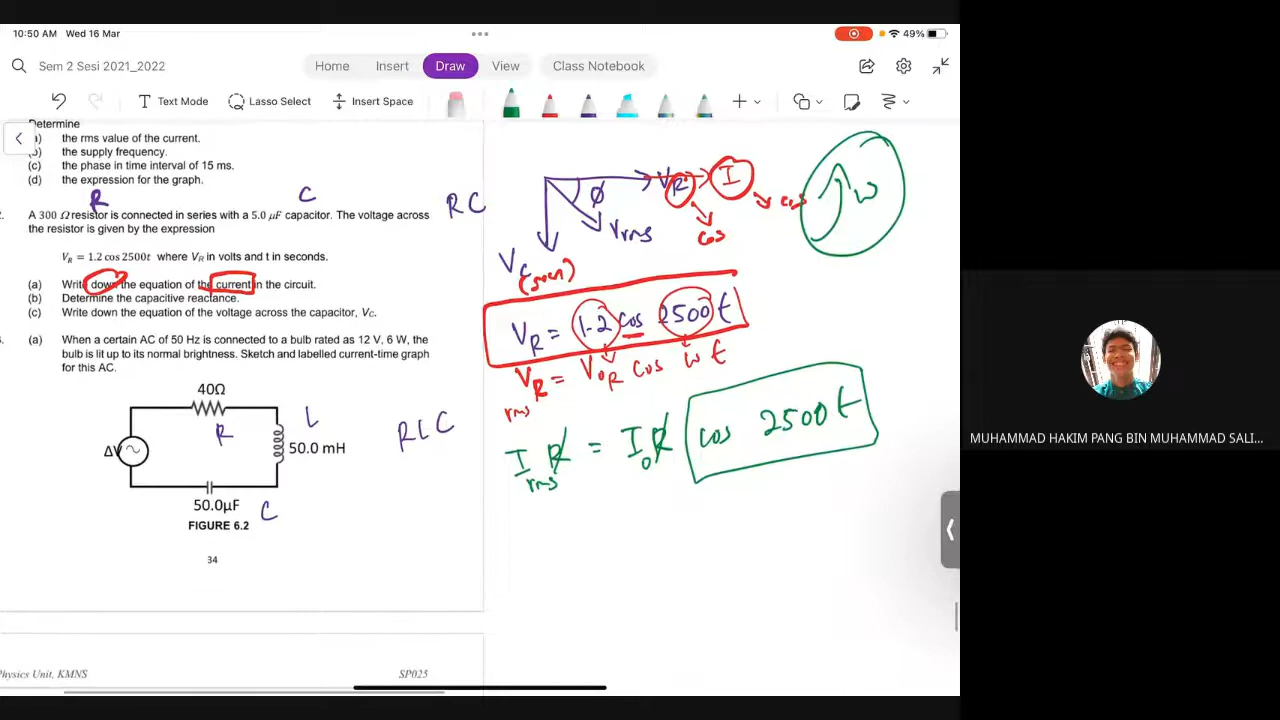 10:50 AM Wed 16 Mar
49%
Sem 2 Sesi 2021_2022
Home Insert Draw View Class Notebook
Text Mode Lasso Select Insert Space
Determine
the rms value of the current.
the supply frequency.
(c) the phase in time interval of 15 ms.
(d) the expression for the graph.
R C
RC
A 300 Ω resistor is connected in series with a 5.0 μF capacitor. The voltage across
the resistor is given by the expression
V_R = 1.2 cos 2500t where V_R in volts and t in seconds.
(a) Write down the equation of the current in the circuit.
(b) Determine the capacitive reactance.
(c) Write down the equation of the voltage across the capacitor, V_C.
(a) When a certain AC of 50 Hz is connected to a bulb rated as 12 V, 6 W, the
bulb is lit up to its normal brightness. Sketch and labelled current-time graph
for this AC.
40Ω
R
L
50.0 mH
ΔV
50.0μF
C
RLC
FIGURE 6.2
34
Physics Unit, KMNS SP025
V_R I
cos
cos
ϕ
Vrms
V_C
ω
V_R = 1.2 cos 2500 t
V_R = V_oR cos ω t
rms
I R = I_o R cos 2500 t
rms
MUHAMMAD HAKIM PANG BIN MUHAMMAD SALI...